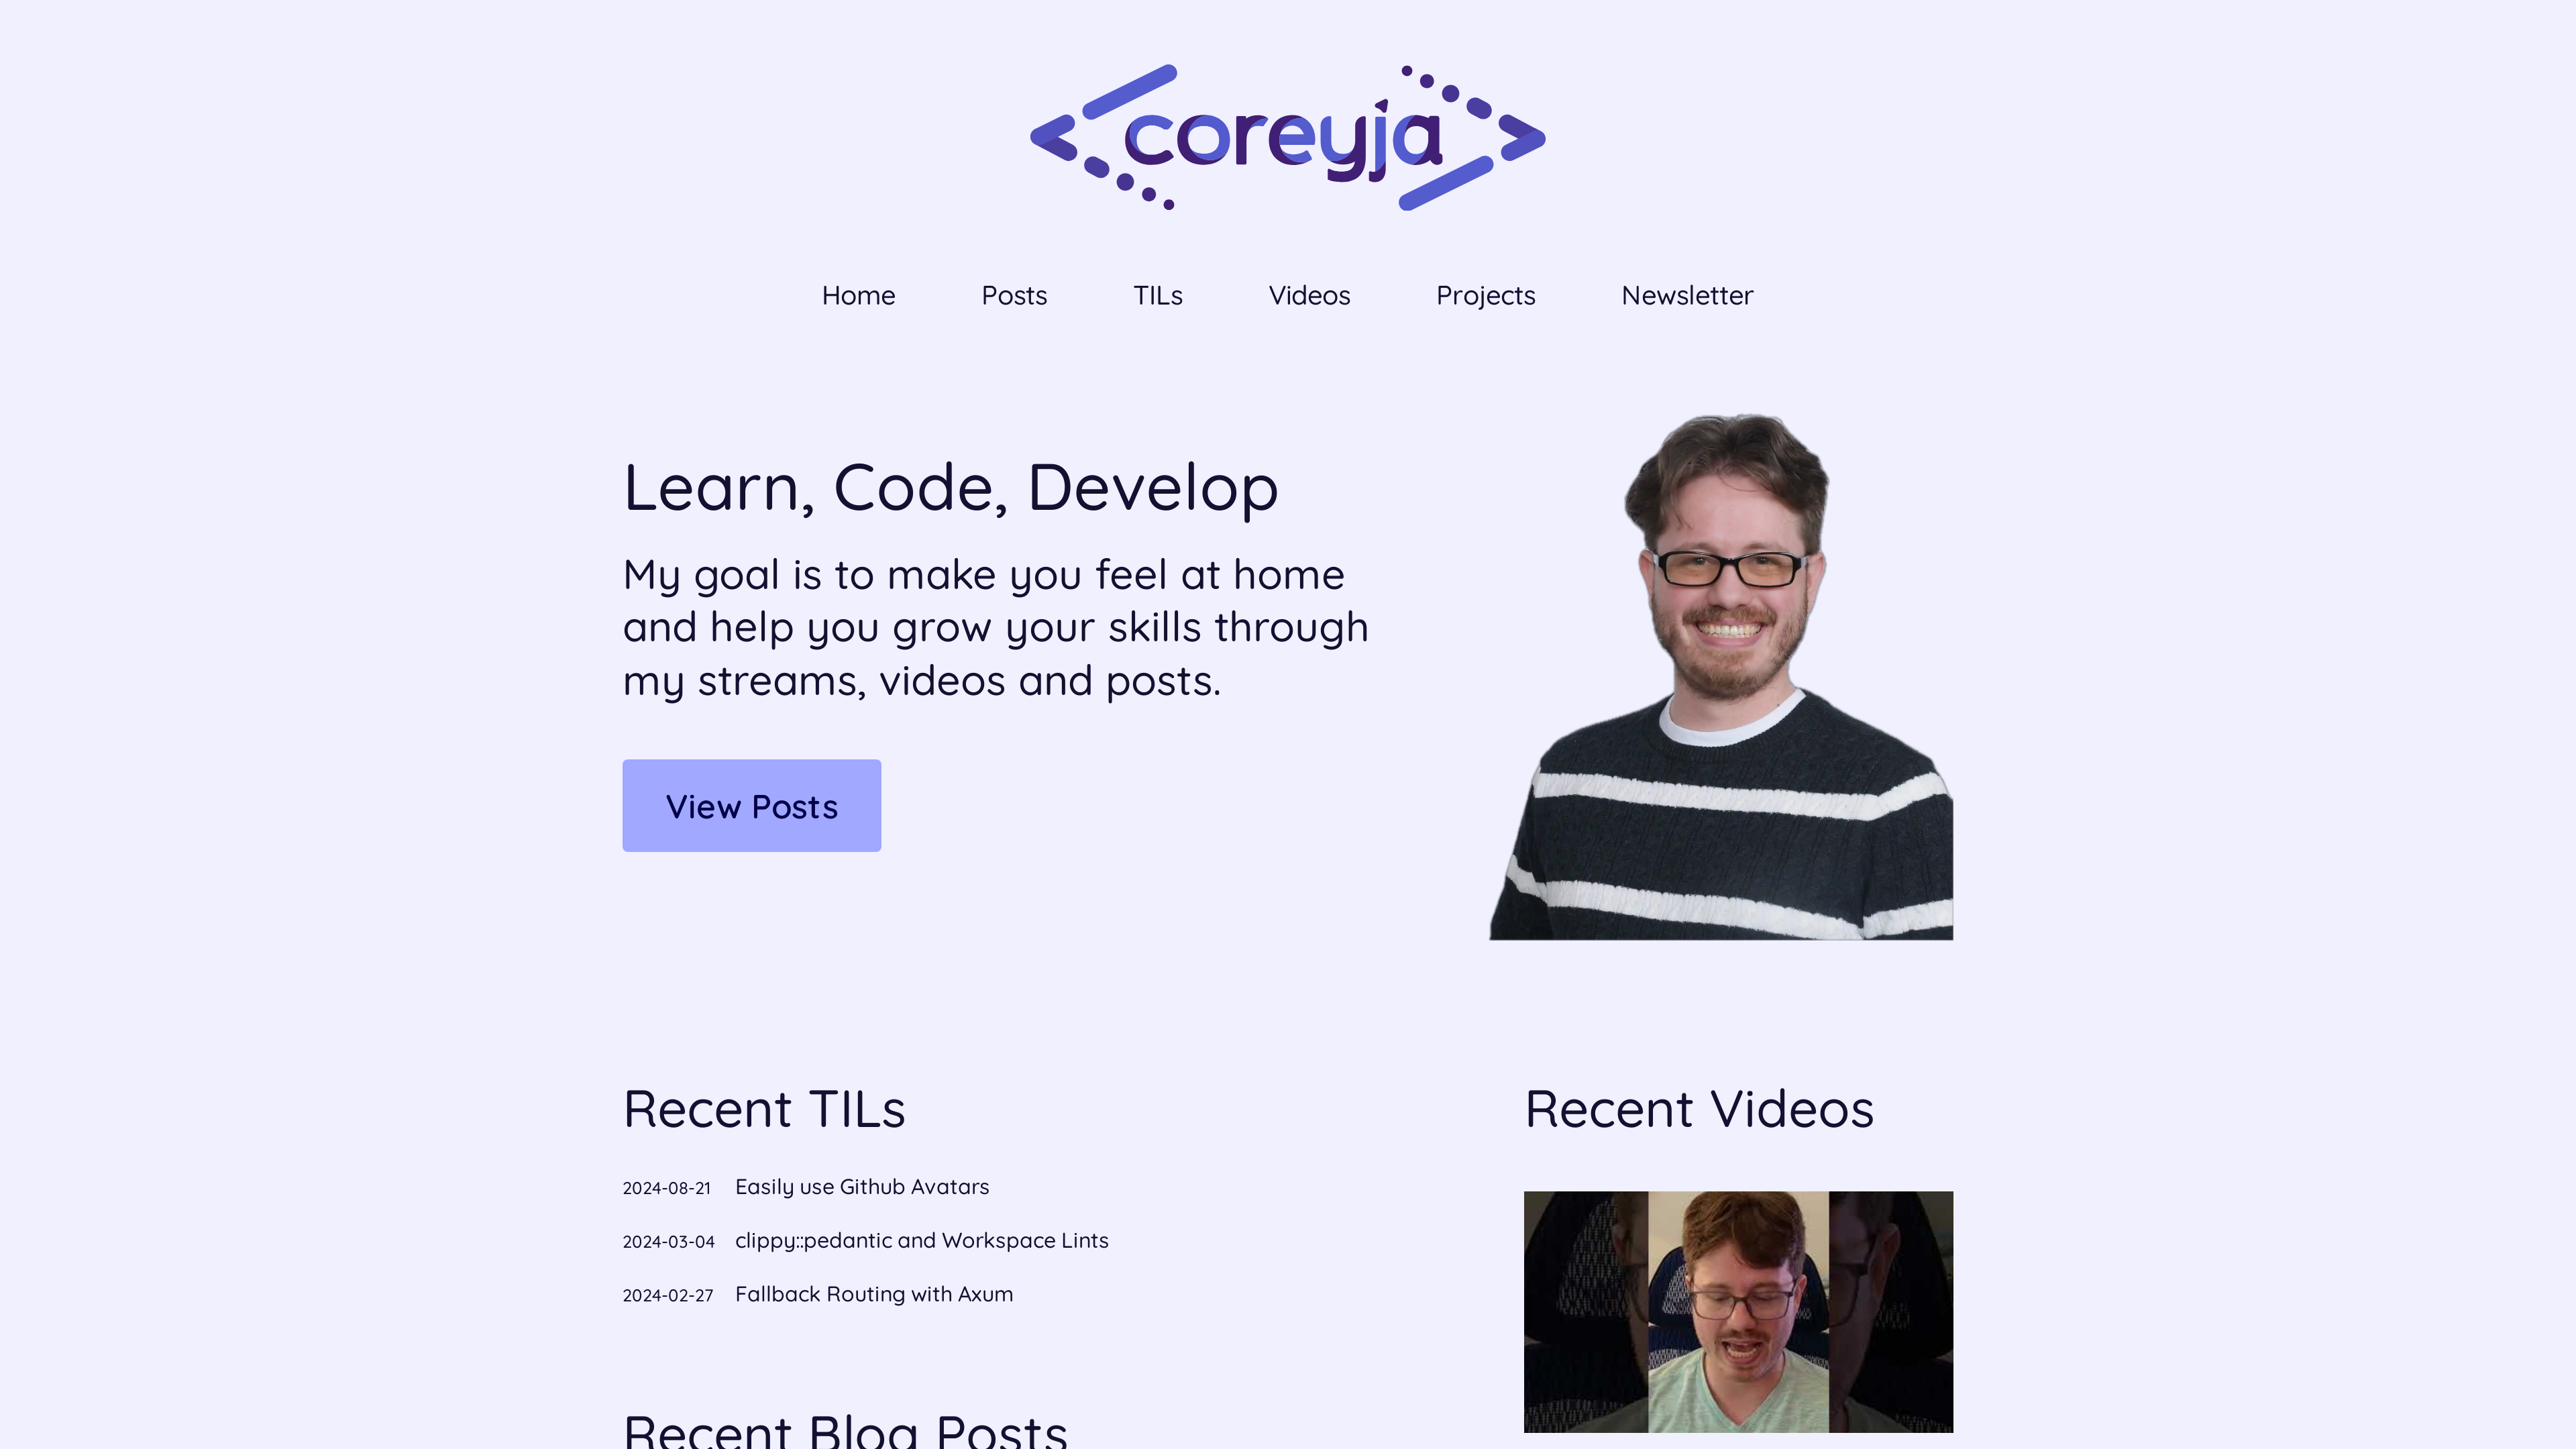 coreyja
Home Posts TILs Videos Projects Newsletter
Learn, Code, Develop
My goal is to make you feel at home
and help you grow your skills through
my streams, videos and posts.
View Posts
Recent TILs
2024-08-21 Easily use Github Avatars
2024-03-04 clippy::pedantic and Workspace Lints
2024-02-27 Fallback Routing with Axum
Recent Blog Posts
Recent Videos